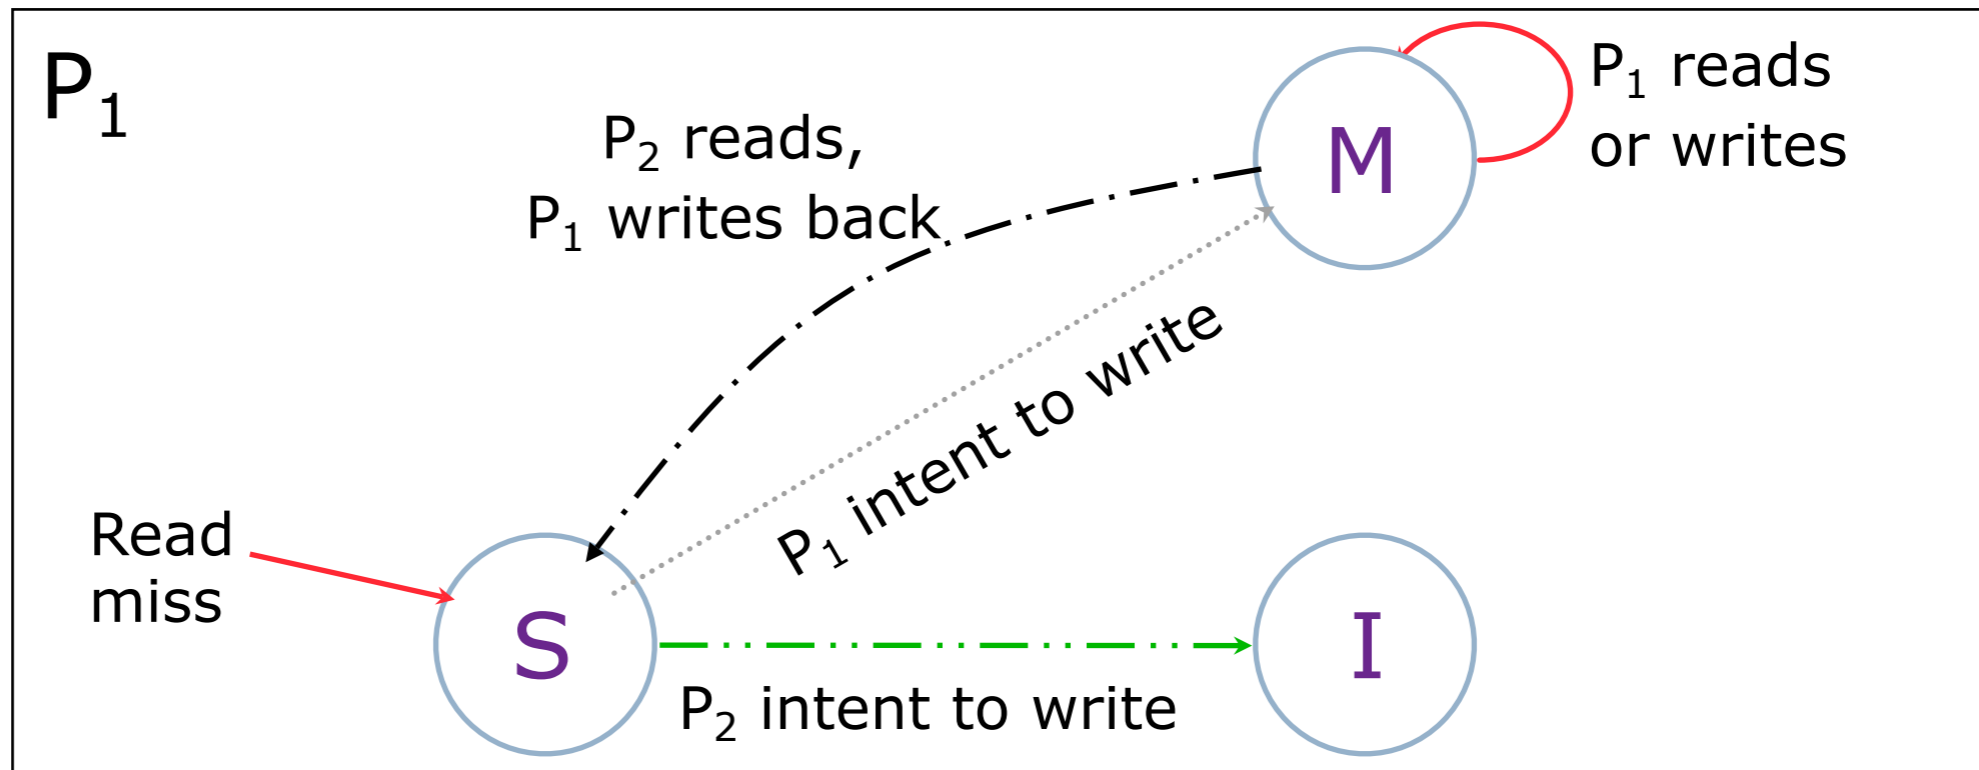 P₁
P₂ reads,
P₁ writes back
M
P₁ reads
or writes
P₁ intent to write
Read
miss
S
I
P₂ intent to write